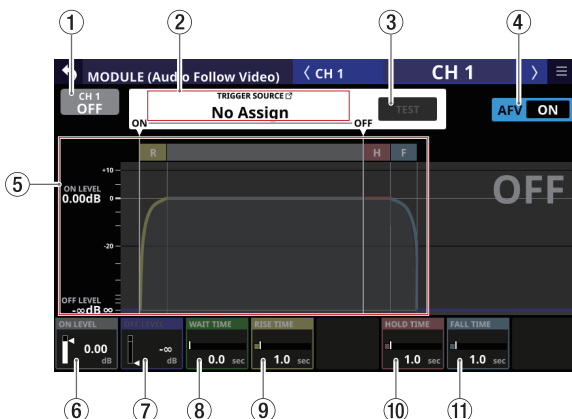 1 2 3 4
MODULE (Audio Follow Video) 〈 CH 1 CH 1 〉
CH 1
OFF
TRIGGER SOURCE
No Assign
TEST
AFV ON
ON OFF
R H F
5
+10
ON LEVEL
0.00dB 0
OFF
-20
OFF LEVEL
-∞dB ∞
ON LEVEL OFF LEVEL WAIT TIME RISE TIME HOLD TIME FALL TIME
0.00 -∞ 0.0 sec 1.0 sec 1.0 sec 1.0 sec
dB dB
6 7 8 9 10 11